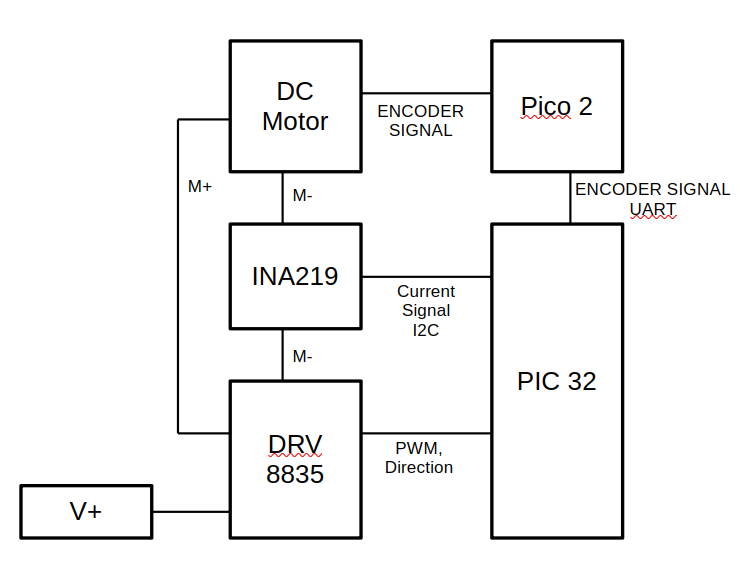 DC
Motor
ENCODER
SIGNAL
Pico 2
M+
M-
ENCODER SIGNAL
UART
INA219
Current
Signal
I2C
M-
PIC 32
DRV
8835
PWM,
Direction
V+